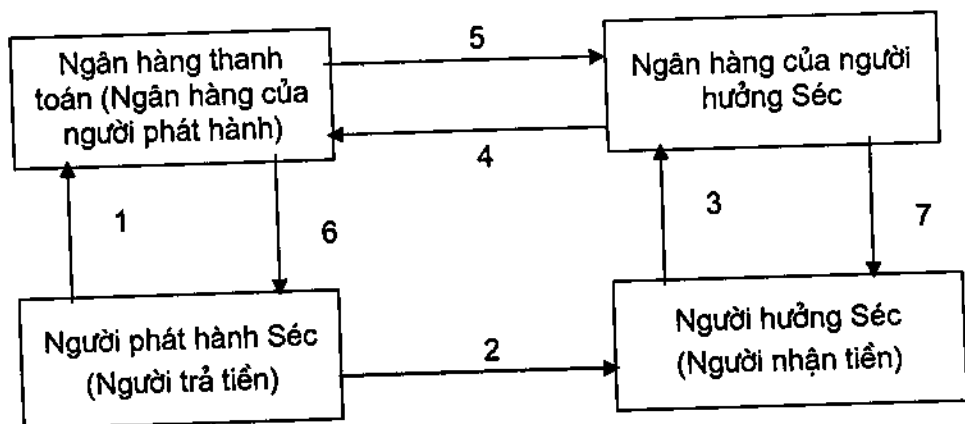 Ngân hàng thanh
toán (Ngân hàng của
người phát hành)
5
Ngân hàng của người
hưởng Séc
4
1
6
3
7
Người phát hành Séc
(Người trả tiền)
2
Người hưởng Séc
(Người nhận tiền)